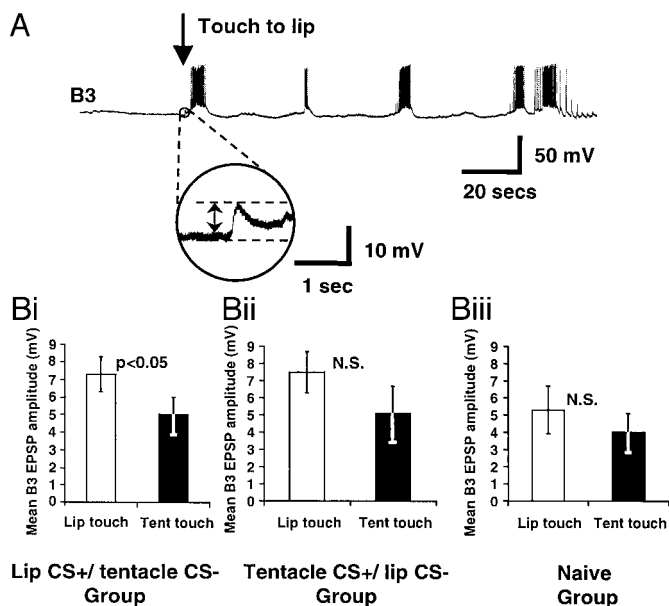 A
Touch to lip
B3
50 mV
20 secs
10 mV
1 sec
Bi
Mean B3 EPSP amplitude (mV)
9
8
7
6
5
4
3
2
1
0
p<0.05
Lip touch Tent touch
Lip CS+/ tentacle CS-
Group
Bii
Mean B3 EPSP amplitude (mV)
9
8
7
6
5
4
3
2
1
0
N.S.
Lip touch Tent touch
Tentacle CS+/ lip CS-
Group
Biii
Mean B3 EPSP amplitude (mV)
9
8
7
6
5
4
3
2
1
0
N.S.
Lip touch Tent touch
Naive
Group